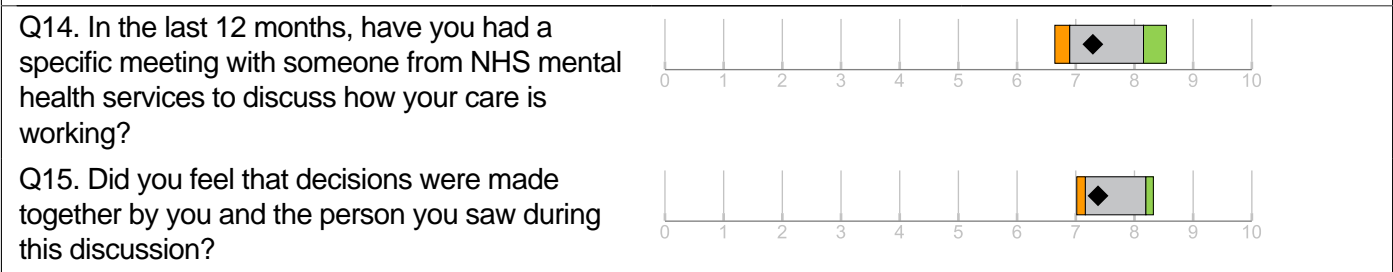 Q14. In the last 12 months, have you had a
specific meeting with someone from NHS mental
health services to discuss how your care is
working?
0 1 2 3 4 5 6 7 8 9 10
Q15. Did you feel that decisions were made
together by you and the person you saw during
this discussion?
0 1 2 3 4 5 6 7 8 9 10